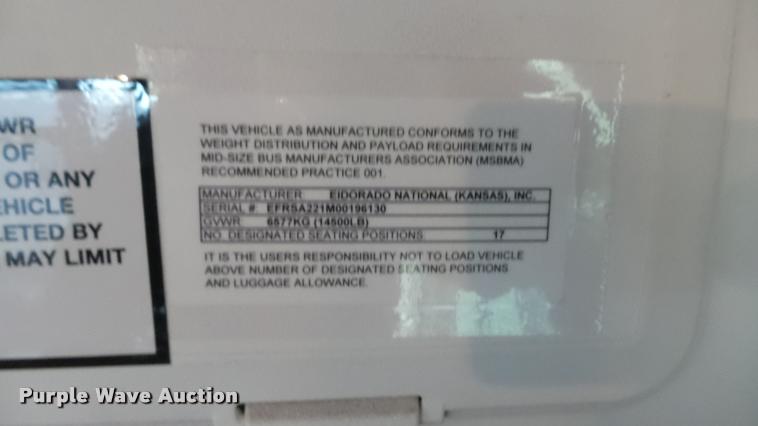 WR
OF
OR ANY
EHICLE
LETED BY
MAY LIMIT
THIS VEHICLE AS MANUFACTURED CONFORMS TO THE
WEIGHT DISTRIBUTION AND PAYLOAD REQUIREMENTS IN
MID-SIZE BUS MANUFACTURERS ASSOCIATION (MSBMA)
RECOMMENDED PRACTICE 001.
MANUFACTURER: ElDORADO NATIONAL (KANSAS), INC.
SERIAL # EFRSA221M00196130
GVWR 6577KG (14500LB)
NO. DESIGNATED SEATING POSITIONS 17
IT IS THE USERS RESPONSIBILITY NOT TO LOAD VEHICLE
ABOVE NUMBER OF DESIGNATED SEATING POSITIONS
AND LUGGAGE ALLOWANCE.
Purple Wave Auction